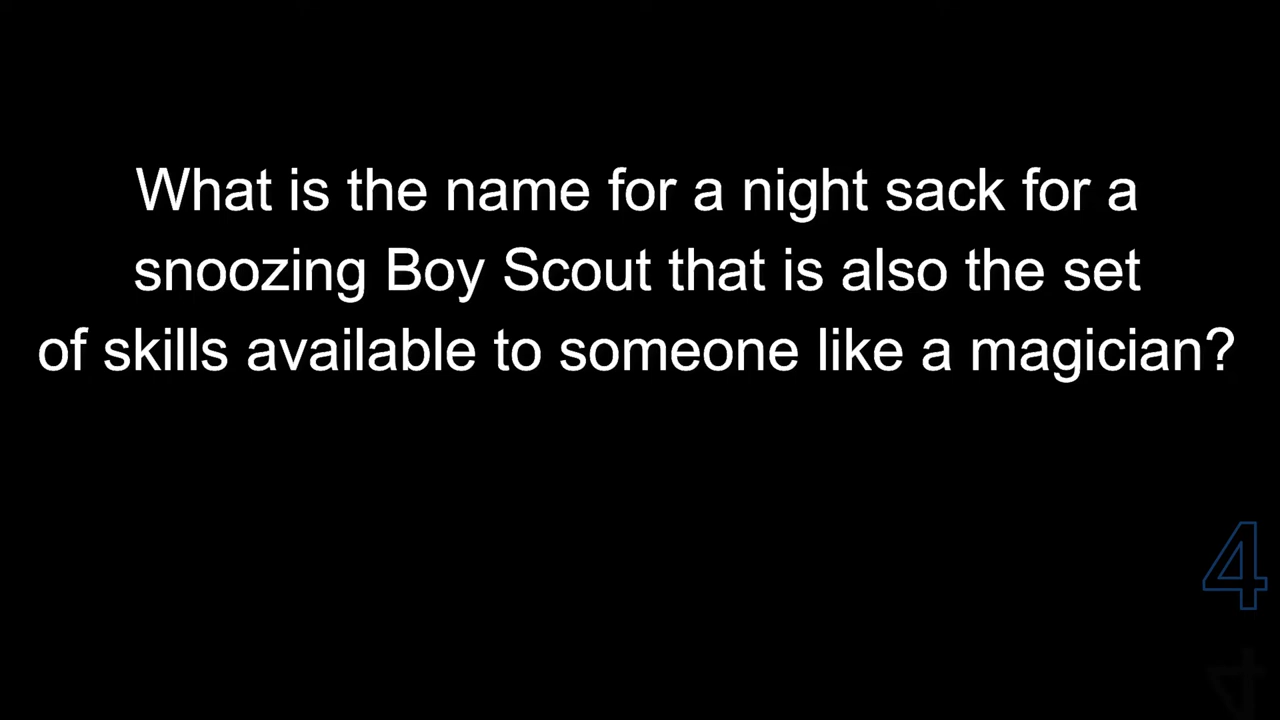 What is the name for a night sack for a
snoozing Boy Scout that is also the set
of skills available to someone like a magician?
4